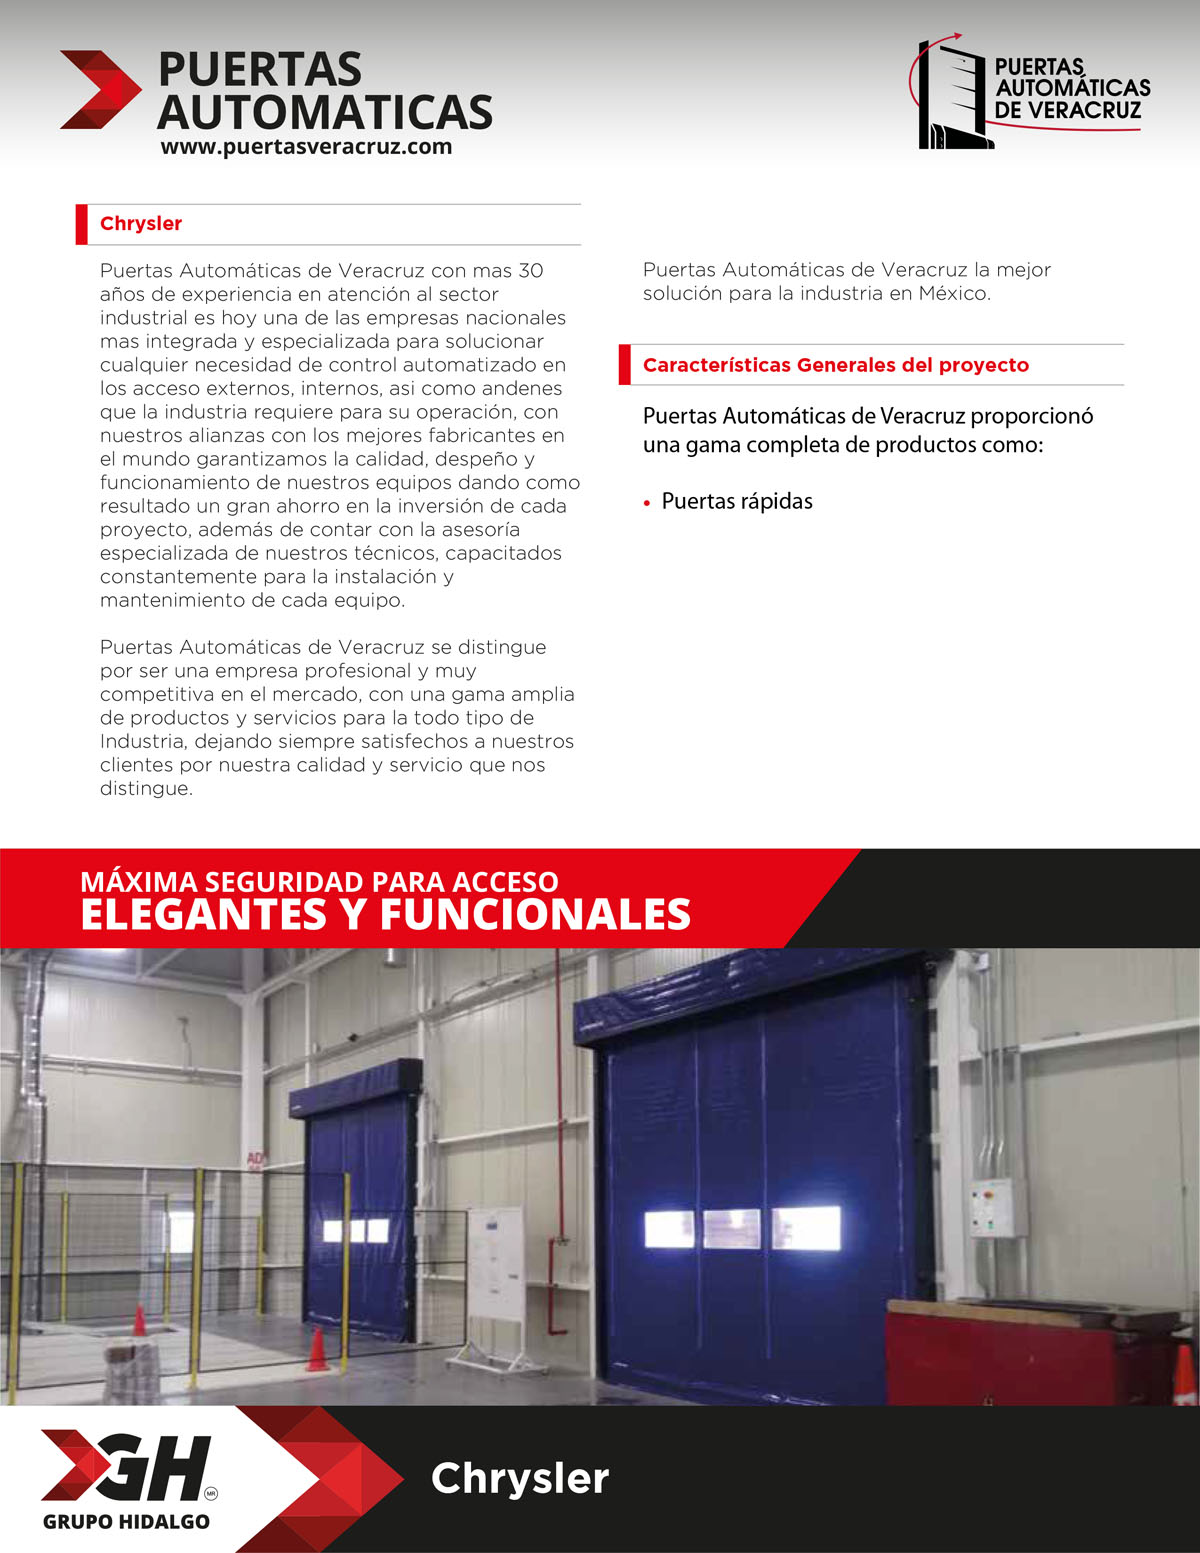 PUERTAS
AUTOMATICAS
www.puertasveracruz.com
PUERTAS
AUTOMÁTICAS
DE VERACRUZ
Chrysler
Puertas Automáticas de Veracruz con mas 30
años de experiencia en atención al sector
industrial es hoy una de las empresas nacionales
mas integrada y especializada para solucionar
cualquier necesidad de control automatizado en
los acceso externos, internos, asi como andenes
que la industria requiere para su operación, con
nuestros alianzas con los mejores fabricantes en
el mundo garantizamos la calidad, despeño y
funcionamiento de nuestros equipos dando como
resultado un gran ahorro en la inversión de cada
proyecto, además de contar con la asesoría
especializada de nuestros técnicos, capacitados
constantemente para la instalación y
mantenimiento de cada equipo.
Puertas Automáticas de Veracruz se distingue
por ser una empresa profesional y muy
competitiva en el mercado, con una gama amplia
de productos y servicios para la todo tipo de
Industria, dejando siempre satisfechos a nuestros
clientes por nuestra calidad y servicio que nos
distingue.
Puertas Automáticas de Veracruz la mejor
solución para la industria en México.
Características Generales del proyecto
Puertas Automáticas de Veracruz proporcionó
una gama completa de productos como:
• Puertas rápidas
MÁXIMA SEGURIDAD PARA ACCESO
ELEGANTES Y FUNCIONALES
AD
GH
MR
GRUPO HIDALGO
Chrysler